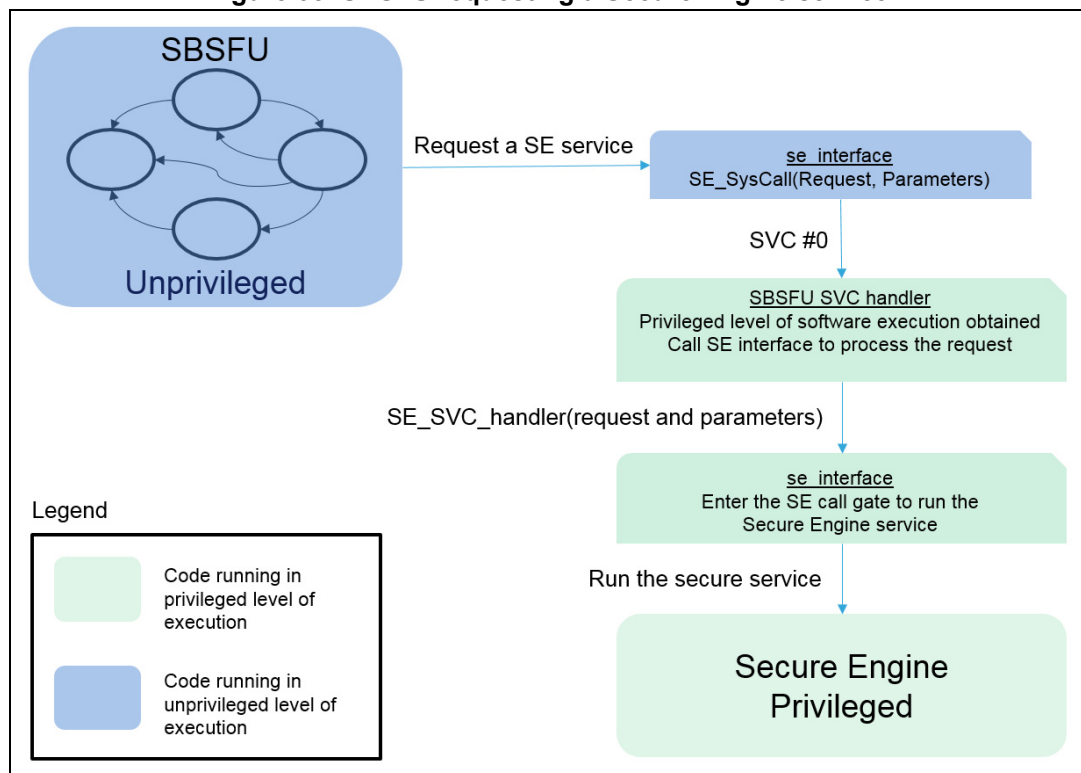 SBSFU
Unprivileged
Request a SE service
se_interface
SE_SysCall(Request, Parameters)
SVC #0
SBSFU SVC handler
Privileged level of software execution obtained
Call SE interface to process the request
SE_SVC_handler(request and parameters)
se_interface
Enter the SE call gate to run the
Secure Engine service
Run the secure service
Secure Engine
Privileged
Legend
Code running in
privileged level of
execution
Code running in
unprivileged level of
execution